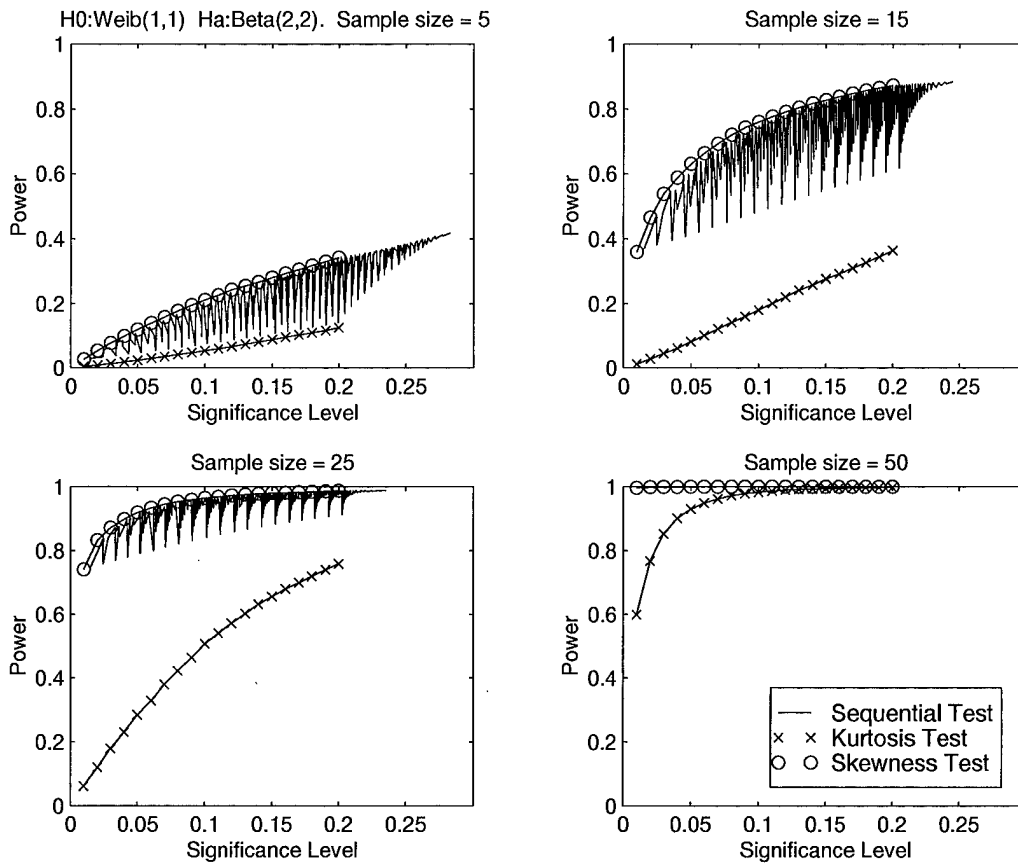 H0:Weib(1,1) Ha:Beta(2,2). Sample size = 5
1
0.8
0.6
0.4
0.2
0
Power
0 0.05 0.1 0.15 0.2 0.25
Significance Level
Sample size = 15
1
0.8
0.6
0.4
0.2
0
Power
0 0.05 0.1 0.15 0.2 0.25
Significance Level
Sample size = 25
1
0.8
0.6
0.4
0.2
0
Power
0 0.05 0.1 0.15 0.2 0.25
Significance Level
Sample size = 50
1
0.8
0.6
0.4
0.2
0
Power
0 0.05 0.1 0.15 0.2 0.25
Significance Level
Sequential Test
Kurtosis Test
Skewness Test